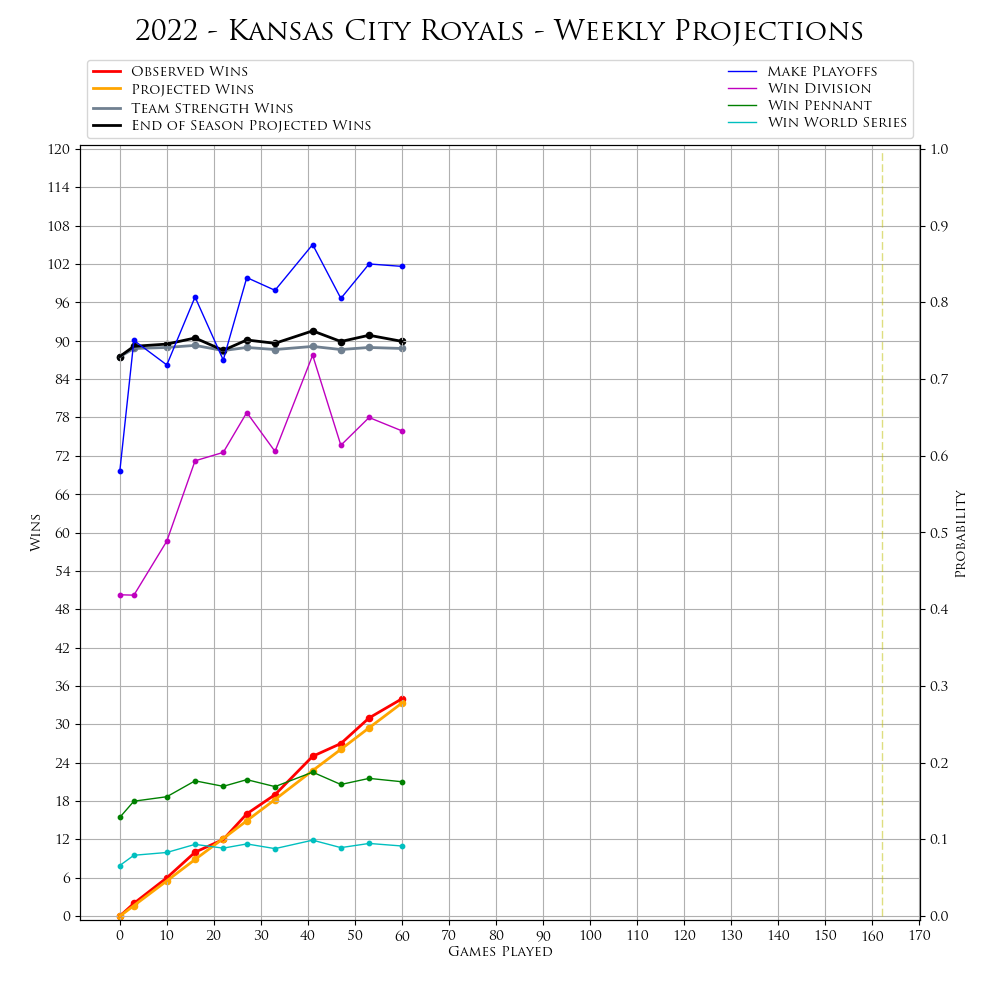 2022 - Kansas City Royals - Weekly Projections
Observed Wins
Projected Wins
Team Strength Wins
End of Season Projected Wins
Make Playoffs
Win Division
Win Pennant
Win World Series
120
114
108
102
96
90
84
78
72
66
60
54
48
42
36
30
24
18
12
6
0
Wins
1.0
0.9
0.8
0.7
0.6
0.5
0.4
0.3
0.2
0.1
0.0
Probability
0 10 20 30 40 50 60 70 80 90 100 110 120 130 140 150 160 170
Games Played